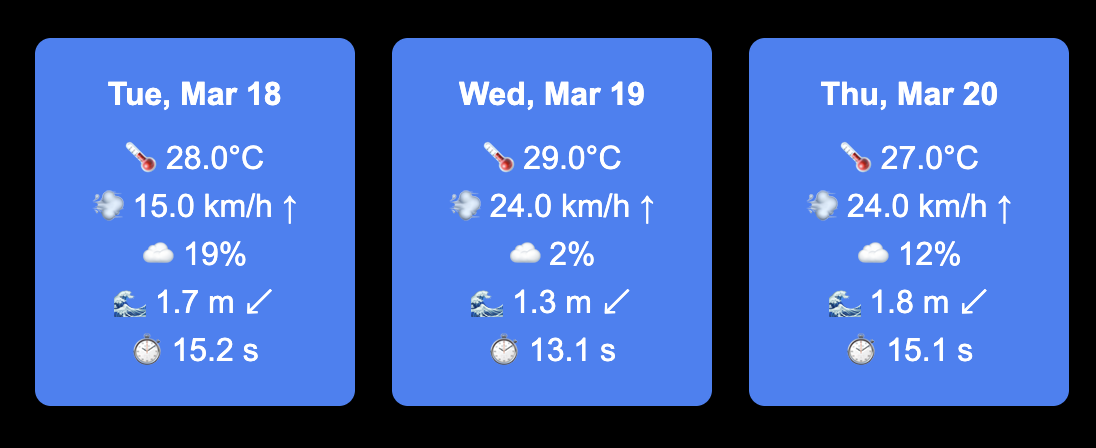 Tue, Mar 18
🌡️ 28.0°C
💨 15.0 km/h ↑
☁️ 19%
🌊 1.7 m ↙
⏱️ 15.2 s
Wed, Mar 19
🌡️ 29.0°C
💨 24.0 km/h ↑
☁️ 2%
🌊 1.3 m ↙
⏱️ 13.1 s
Thu, Mar 20
🌡️ 27.0°C
💨 24.0 km/h ↑
☁️ 12%
🌊 1.8 m ↙
⏱️ 15.1 s